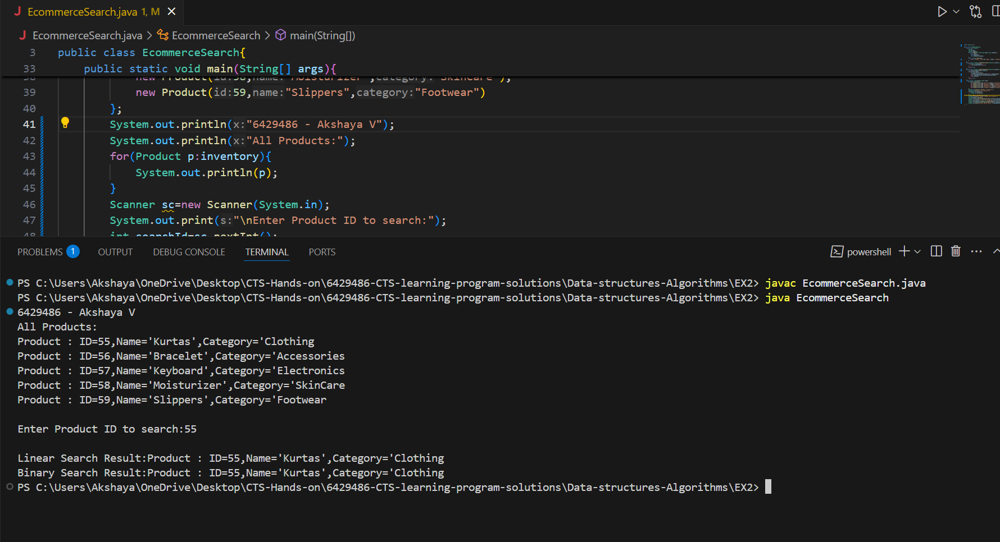 EcommerceSearch.java 1, M
EcommerceSearch.java > EcommerceSearch > main(String[])
3 public class EcommerceSearch{
33 public static void main(String[] args){
39 new Product(id:59,name:"Slippers",category:"Footwear")
40 };
41 System.out.println(x:"6429486 - Akshaya V");
42 System.out.println(x:"All Products:");
43 for(Product p:inventory){
44 System.out.println(p);
45 }
46 Scanner sc=new Scanner(System.in);
47 System.out.print(s:"\nEnter Product ID to search:");
48 int searchId=sc.nextInt();
PROBLEMS 1 OUTPUT DEBUG CONSOLE TERMINAL PORTS powershell
PS C:\Users\Akshaya\OneDrive\Desktop\CTS-Hands-on\6429486-CTS-learning-program-solutions\Data-structures-Algorithms\EX2> javac EcommerceSearch.java
PS C:\Users\Akshaya\OneDrive\Desktop\CTS-Hands-on\6429486-CTS-learning-program-solutions\Data-structures-Algorithms\EX2> java EcommerceSearch
6429486 - Akshaya V
All Products:
Product : ID=55,Name='Kurtas',Category='Clothing
Product : ID=56,Name='Bracelet',Category='Accessories
Product : ID=57,Name='Keyboard',Category='Electronics
Product : ID=58,Name='Moisturizer',Category='SkinCare
Product : ID=59,Name='Slippers',Category='Footwear
Enter Product ID to search:55
Linear Search Result:Product : ID=55,Name='Kurtas',Category='Clothing
Binary Search Result:Product : ID=55,Name='Kurtas',Category='Clothing
PS C:\Users\Akshaya\OneDrive\Desktop\CTS-Hands-on\6429486-CTS-learning-program-solutions\Data-structures-Algorithms\EX2>